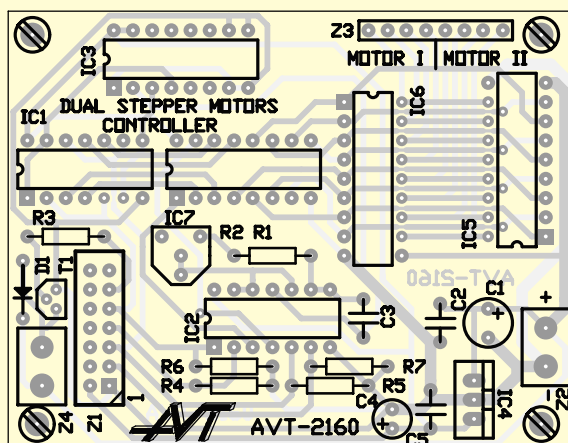 Z3
IC3
MOTOR I MOTOR II
DUAL STEPPER MOTORS
CONTROLLER
IC1
IC6
IC5
R3
IC7
R2 R1
D1
T1
AVT-2160
IC2
C3
C2
C1
+
+
R6
R4
R7
R5
Z4
Z1
1
AVT
AVT-2160
C4
+
C5
IC4
-
Z2